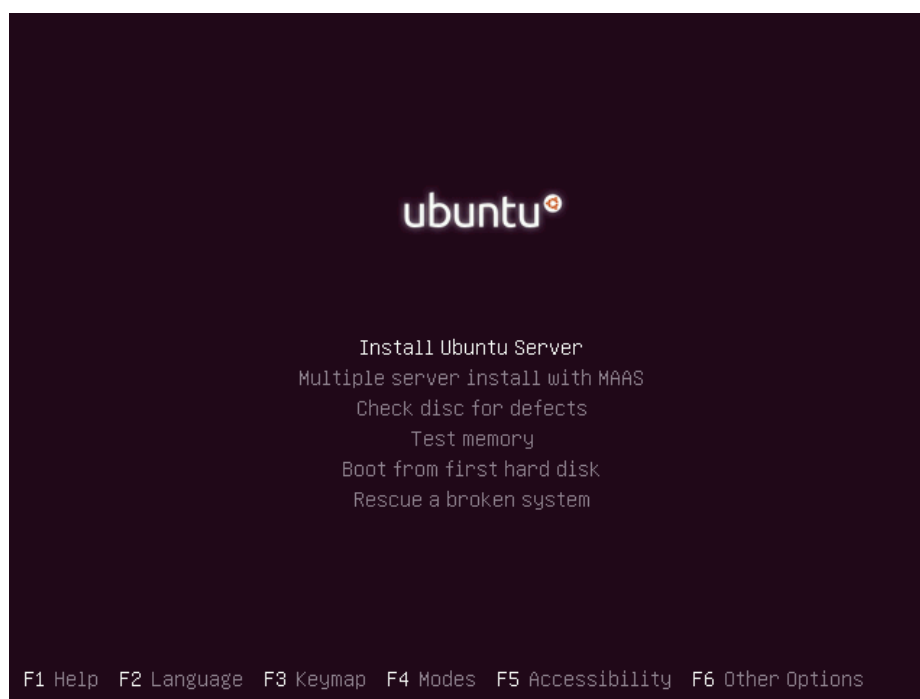 ubuntu
Install Ubuntu Server
Multiple server install with MAAS
Check disc for defects
Test memory
Boot from first hard disk
Rescue a broken system
F1 Help F2 Language F3 Keymap F4 Modes F5 Accessibility F6 Other Options